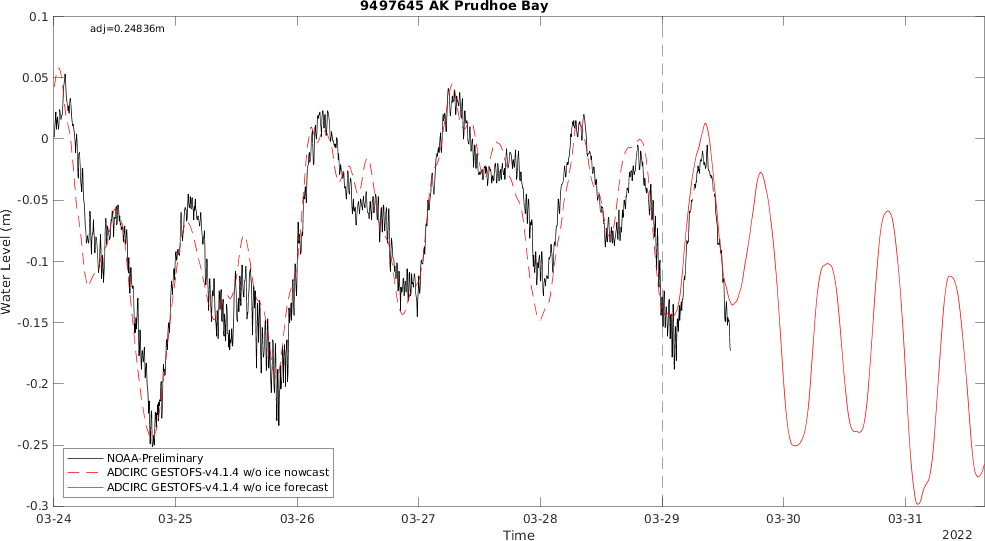 9497645 AK Prudhoe Bay
adj=0.24836m
0.1
0.05
0
-0.05
-0.1
-0.15
-0.2
-0.25
-0.3
Water Level (m)
NOAA-Preliminary
ADCIRC GESTOFS-v4.1.4 w/o ice nowcast
ADCIRC GESTOFS-v4.1.4 w/o ice forecast
03-24 03-25 03-26 03-27 03-28 03-29 03-30 03-31
Time
2022